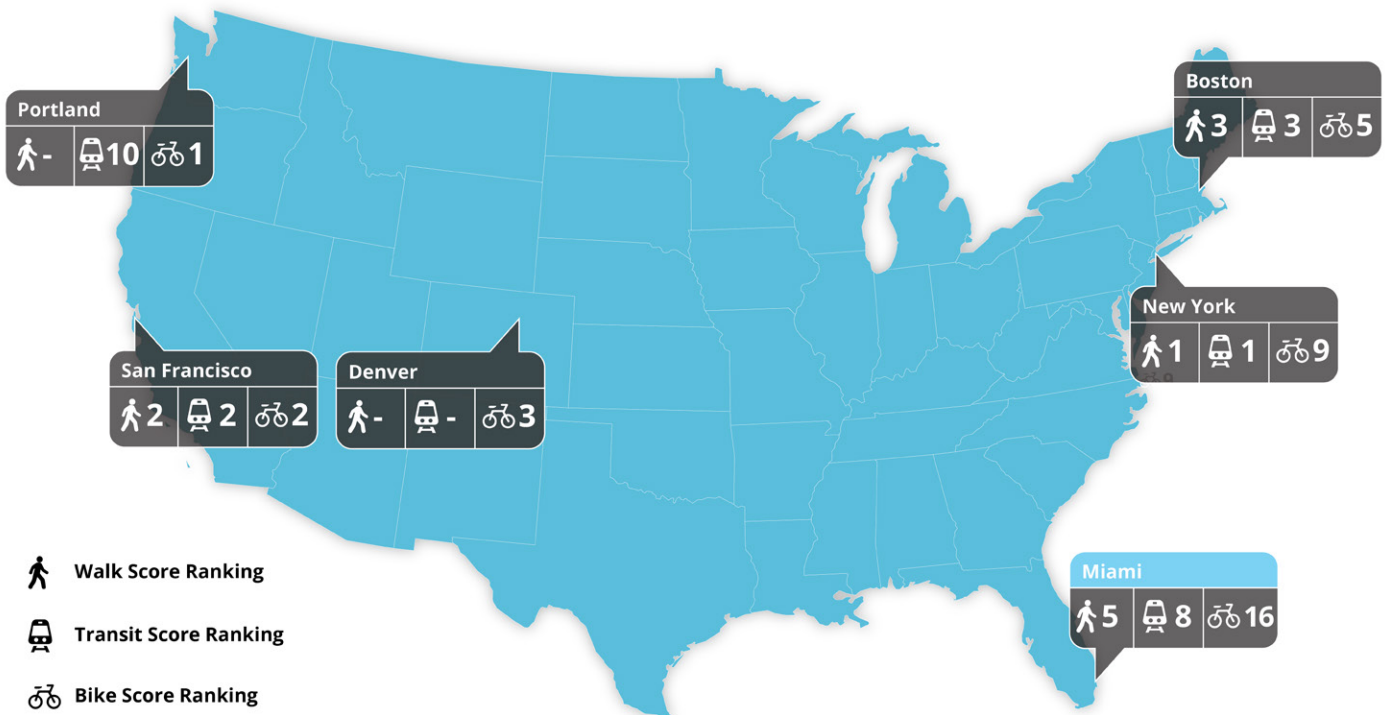 Portland
- 10 1
Boston
3 3 5
New York
1 1 9
San Francisco
2 2 2
Denver
- - 3
Miami
5 8 16
Walk Score Ranking
Transit Score Ranking
Bike Score Ranking